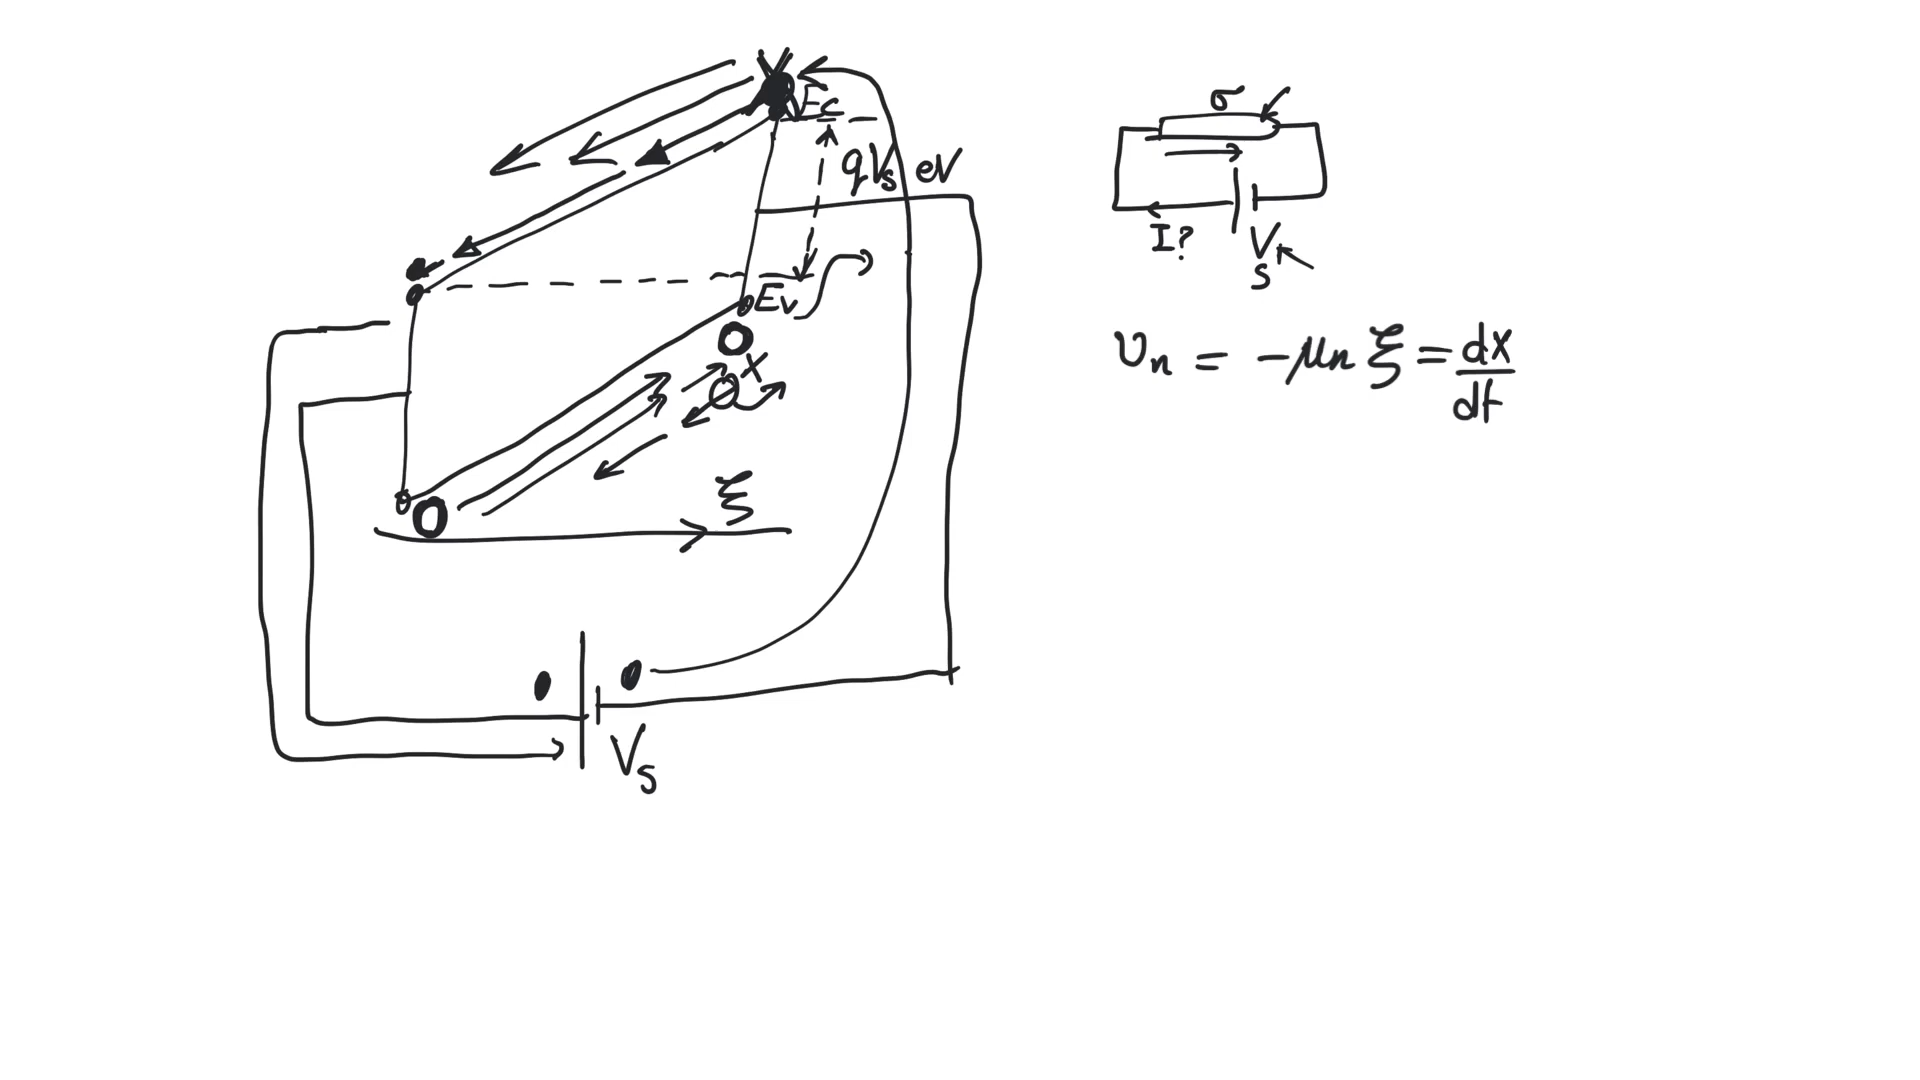 Ec
qVs eV
Ev
ξ
Vs
σ
I?
Vs
υn = -μn ξ = dx/dt